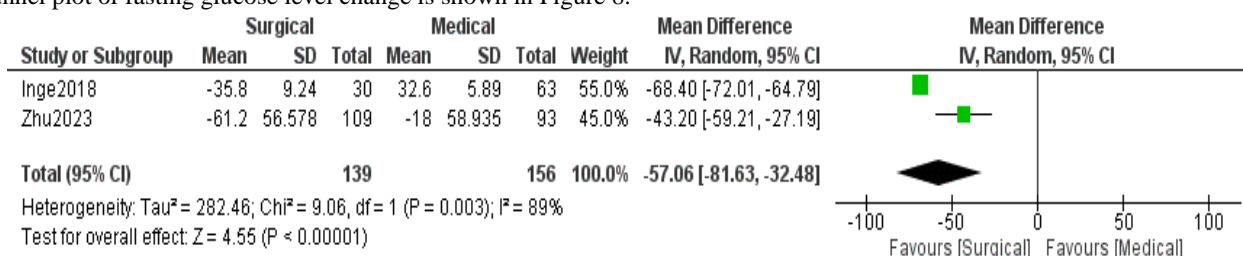 plot of fasting glucose level change is shown in Figure 8.
Surgical Medical Mean Difference Mean Difference
Study or Subgroup Mean SD Total Mean SD Total Weight IV, Random, 95% CI IV, Random, 95% CI
Inge2018 -35.8 9.24 30 32.6 5.89 63 55.0% -68.40 [-72.01, -64.79]
Zhu2023 -61.2 56.578 109 -18 58.935 93 45.0% -43.20 [-59.21, -27.19]
Total (95% CI) 139 156 100.0% -57.06 [-81.63, -32.48]
Heterogeneity: Tau² = 282.46; Chi² = 9.06, df = 1 (P = 0.003); I² = 89%
Test for overall effect: Z = 4.55 (P < 0.00001)
-100 -50 0 50 100
Favours [Surgical] Favours [Medical]